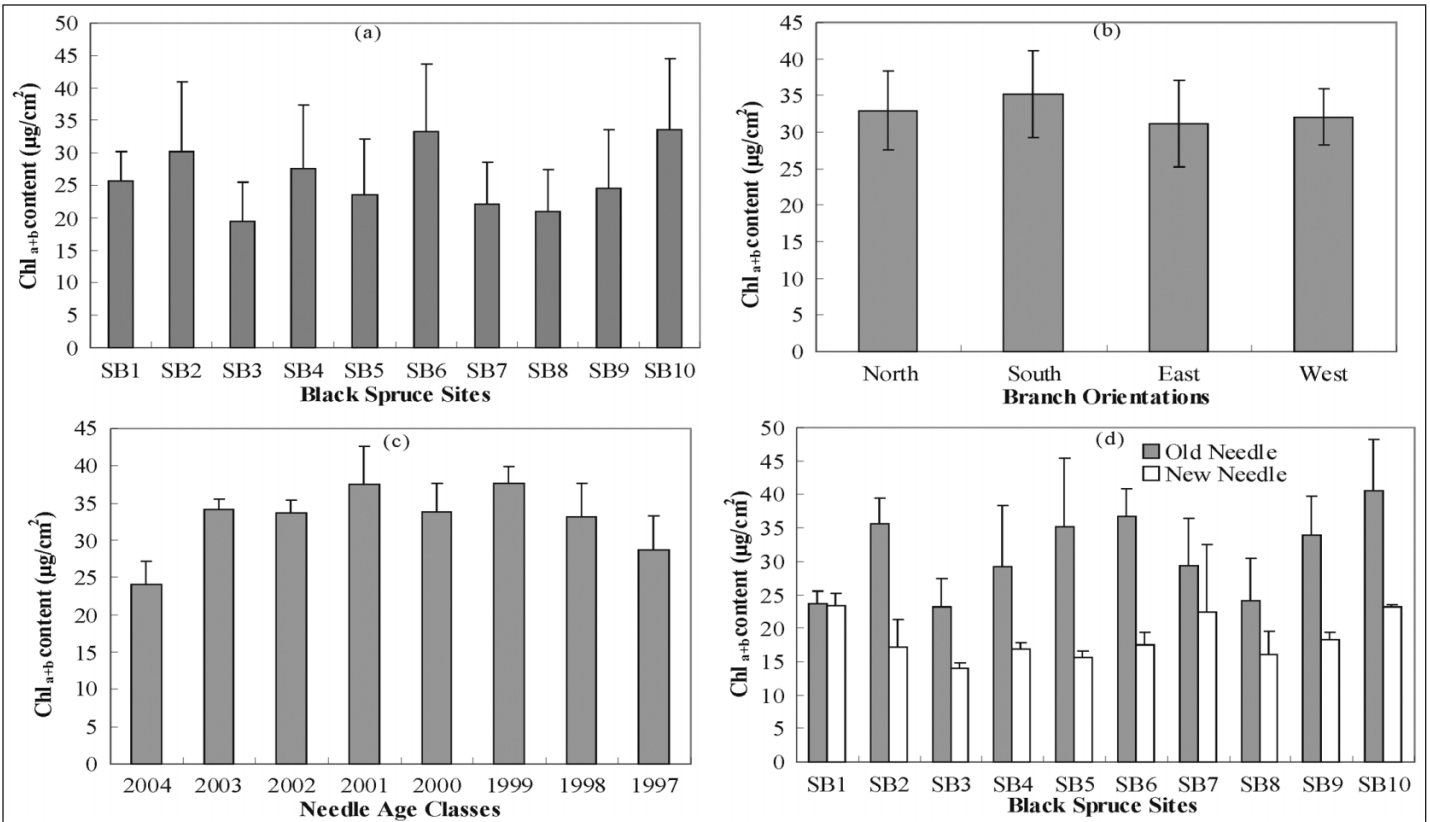 (a)
Chl a+b content (µg/cm²)
50
45
40
35
30
25
20
15
10
5
0
SB1 SB2 SB3 SB4 SB5 SB6 SB7 SB8 SB9 SB10
Black Spruce Sites
(b)
Chl a+b content (µg/cm²)
45
40
35
30
25
20
15
10
5
0
North South East West
Branch Orientations
(c)
Chl a+b content (µg/cm²)
45
40
35
30
25
20
15
10
5
0
2004 2003 2002 2001 2000 1999 1998 1997
Needle Age Classes
(d)
Old Needle
New Needle
Chl a+b content (µg/cm²)
50
45
40
35
30
25
20
15
10
5
0
SB1 SB2 SB3 SB4 SB5 SB6 SB7 SB8 SB9 SB10
Black Spruce Sites